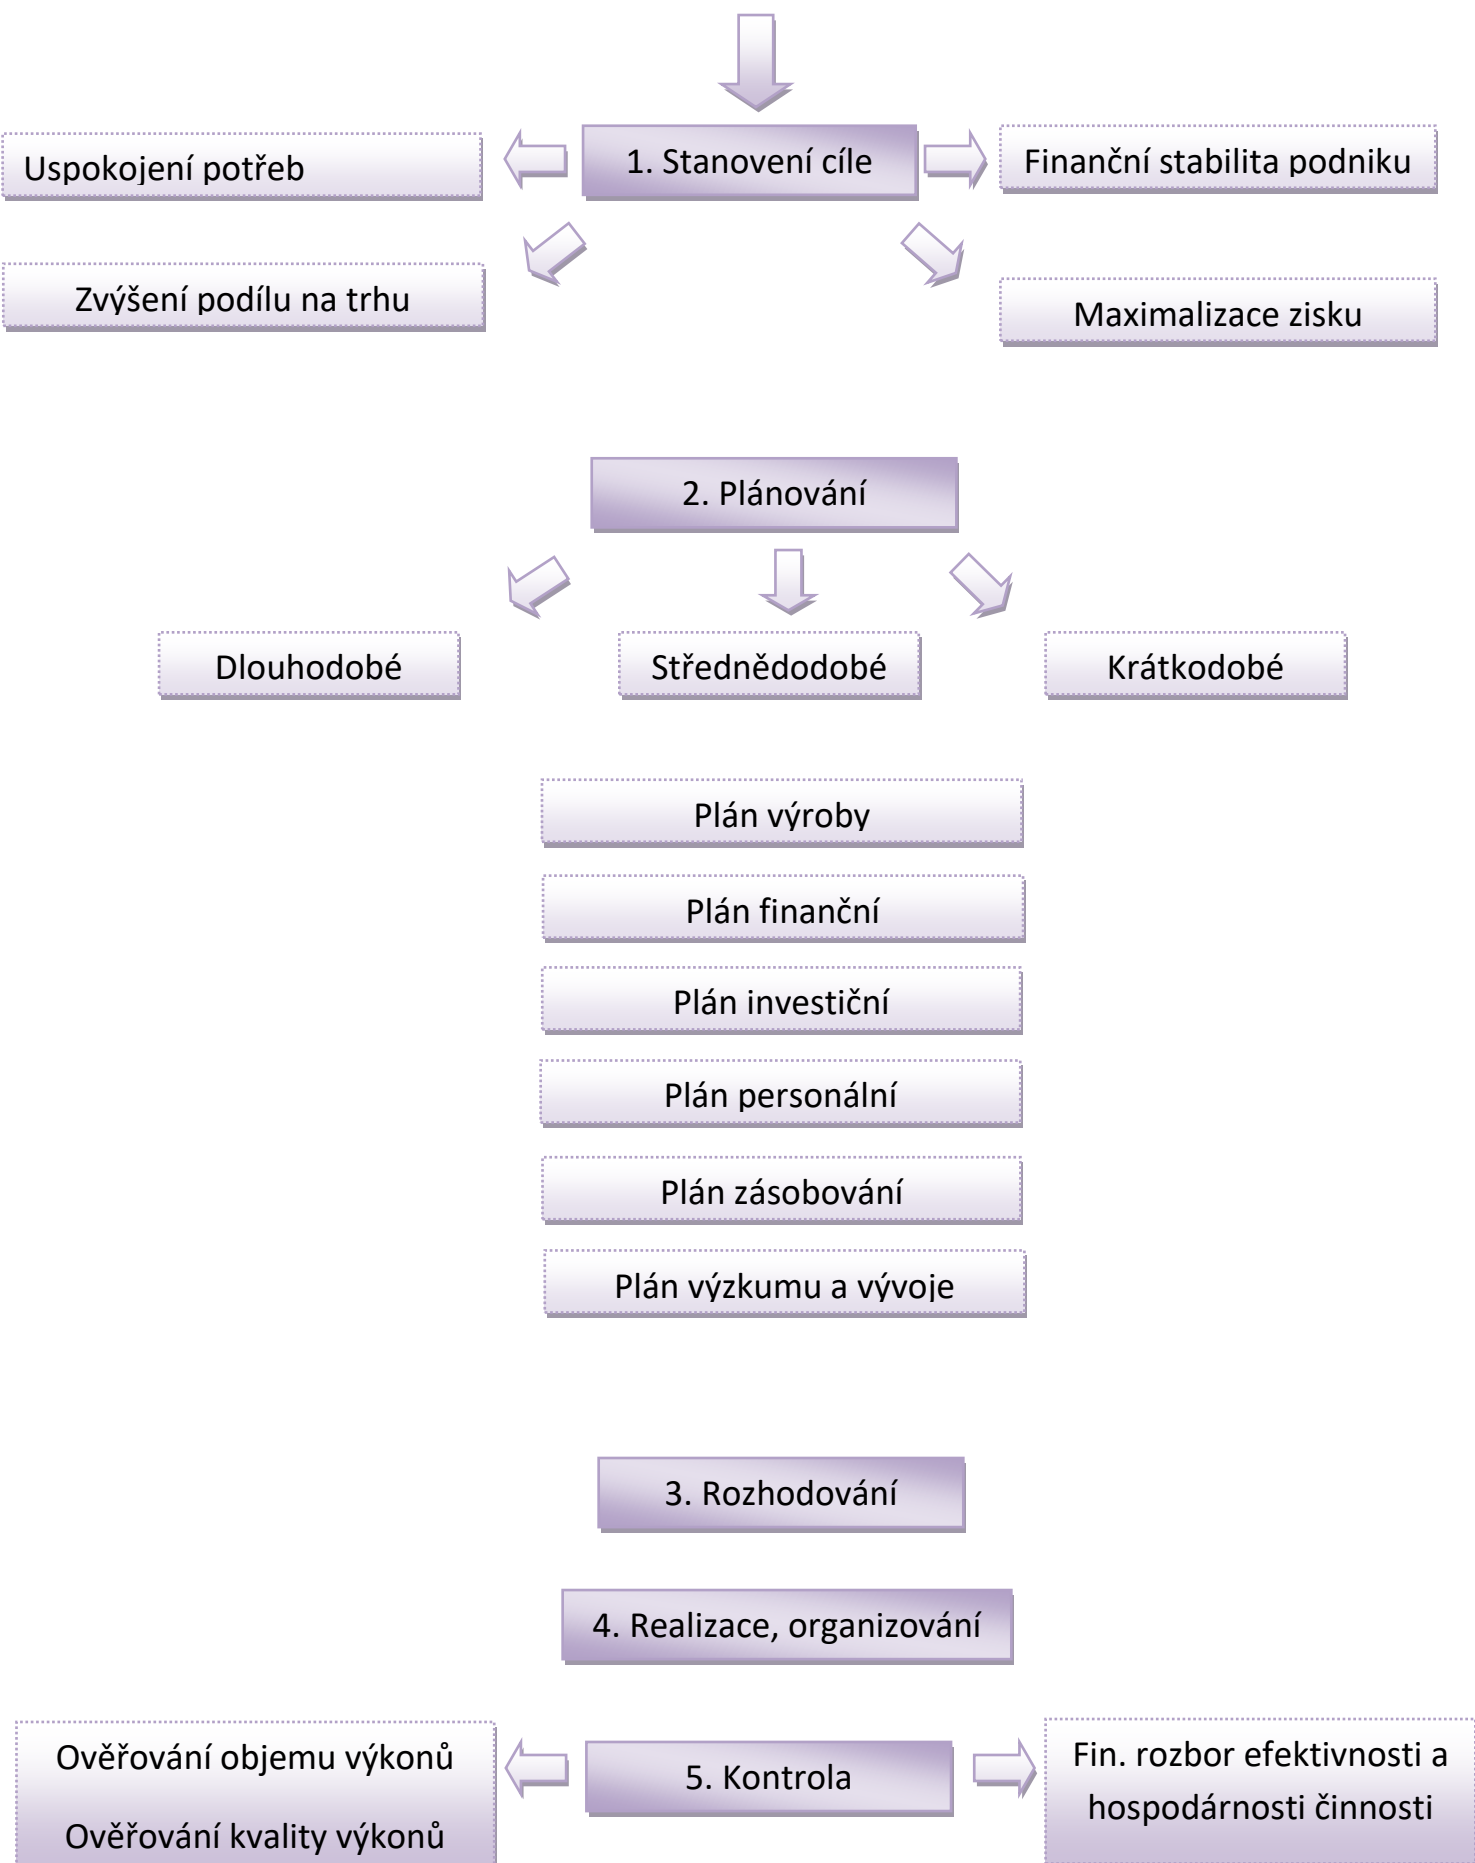 1. Stanovení cíle
Uspokojení potřeb
Finanční stabilita podniku
Zvýšení podílu na trhu
Maximalizace zisku
2. Plánování
Dlouhodobé
Střednědodobé
Krátkodobé
Plán výroby
Plán finanční
Plán investiční
Plán personální
Plán zásobování
Plán výzkumu a vývoje
3. Rozhodování
4. Realizace, organizování
5. Kontrola
Ověřování objemu výkonů
Ověřování kvality výkonů
Fin. rozbor efektivnosti a
hospodárnosti činnosti